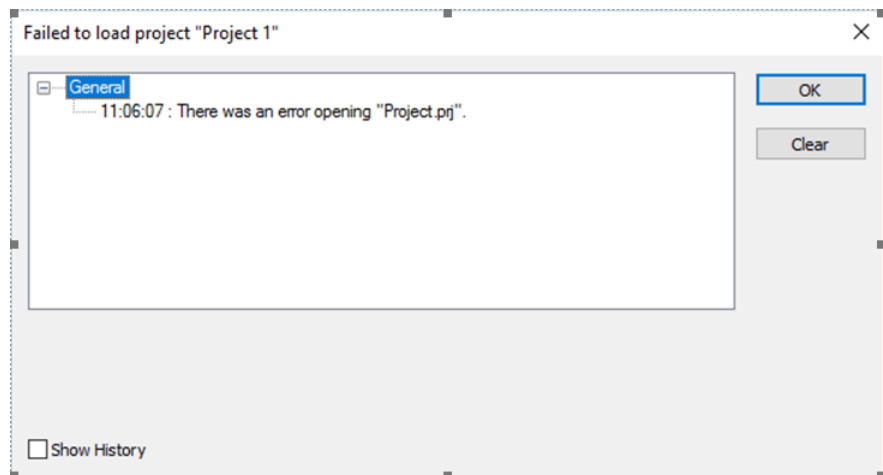 Failed to load project "Project 1"
General
11:06:07 : There was an error opening "Project.prj".
OK
Clear
Show History